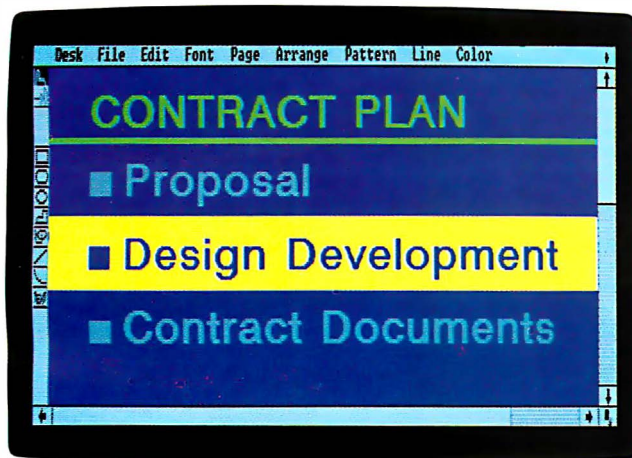 Desk File Edit Font Page Arrange Pattern Line Color
CONTRACT PLAN
Proposal
Design Development
Contract Documents